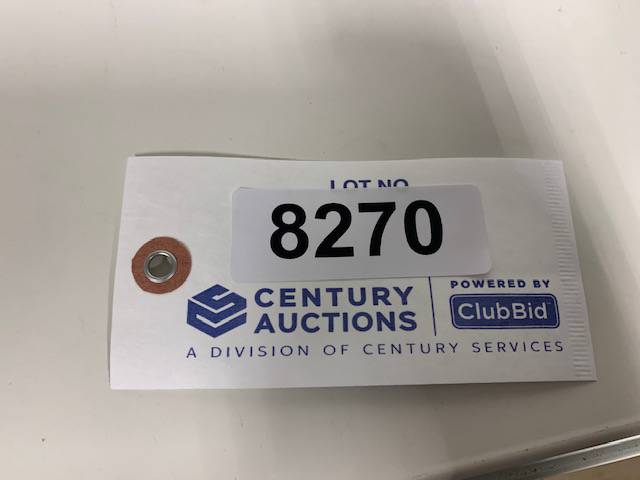 LOT NO
8270
CENTURY
AUCTIONS
POWERED BY
ClubBid
A DIVISION OF CENTURY SERVICES